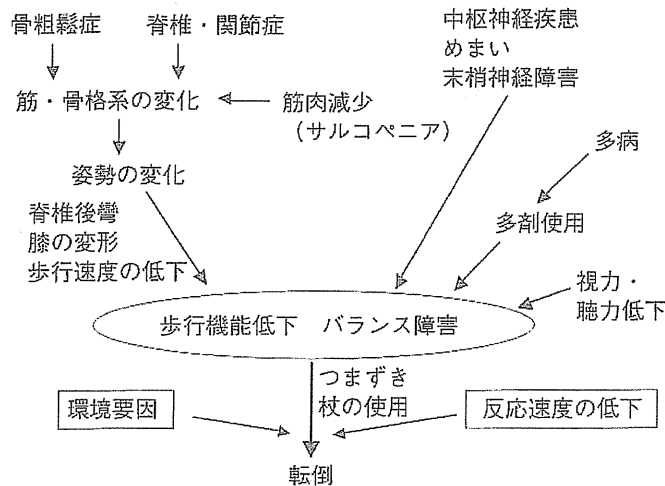 骨粗鬆症
脊椎・関節症
筋・骨格系の変化
筋肉減少
(サルコペニア)
姿勢の変化
脊椎後彎
膝の変形
歩行速度の低下
中枢神経疾患
めまい
末梢神経障害
多病
多剤使用
視力・
聴力低下
歩行機能低下 バランス障害
つまずき
杖の使用
環境要因
反応速度の低下
転倒